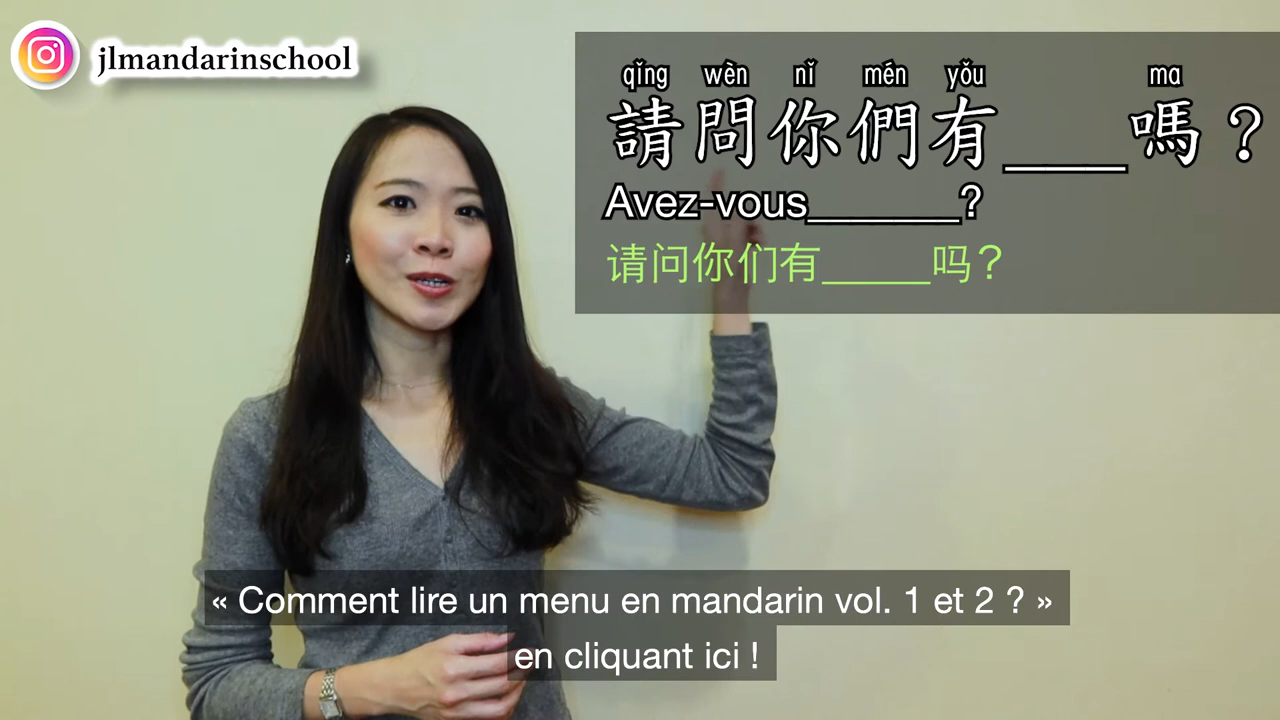 jlmandarinschool
qǐng wèn nǐ mén yǒu ma
請問你們有____嗎？
Avez-vous_______?
请问你们有_____吗？
« Comment lire un menu en mandarin vol. 1 et 2 ? »
en cliquant ici !